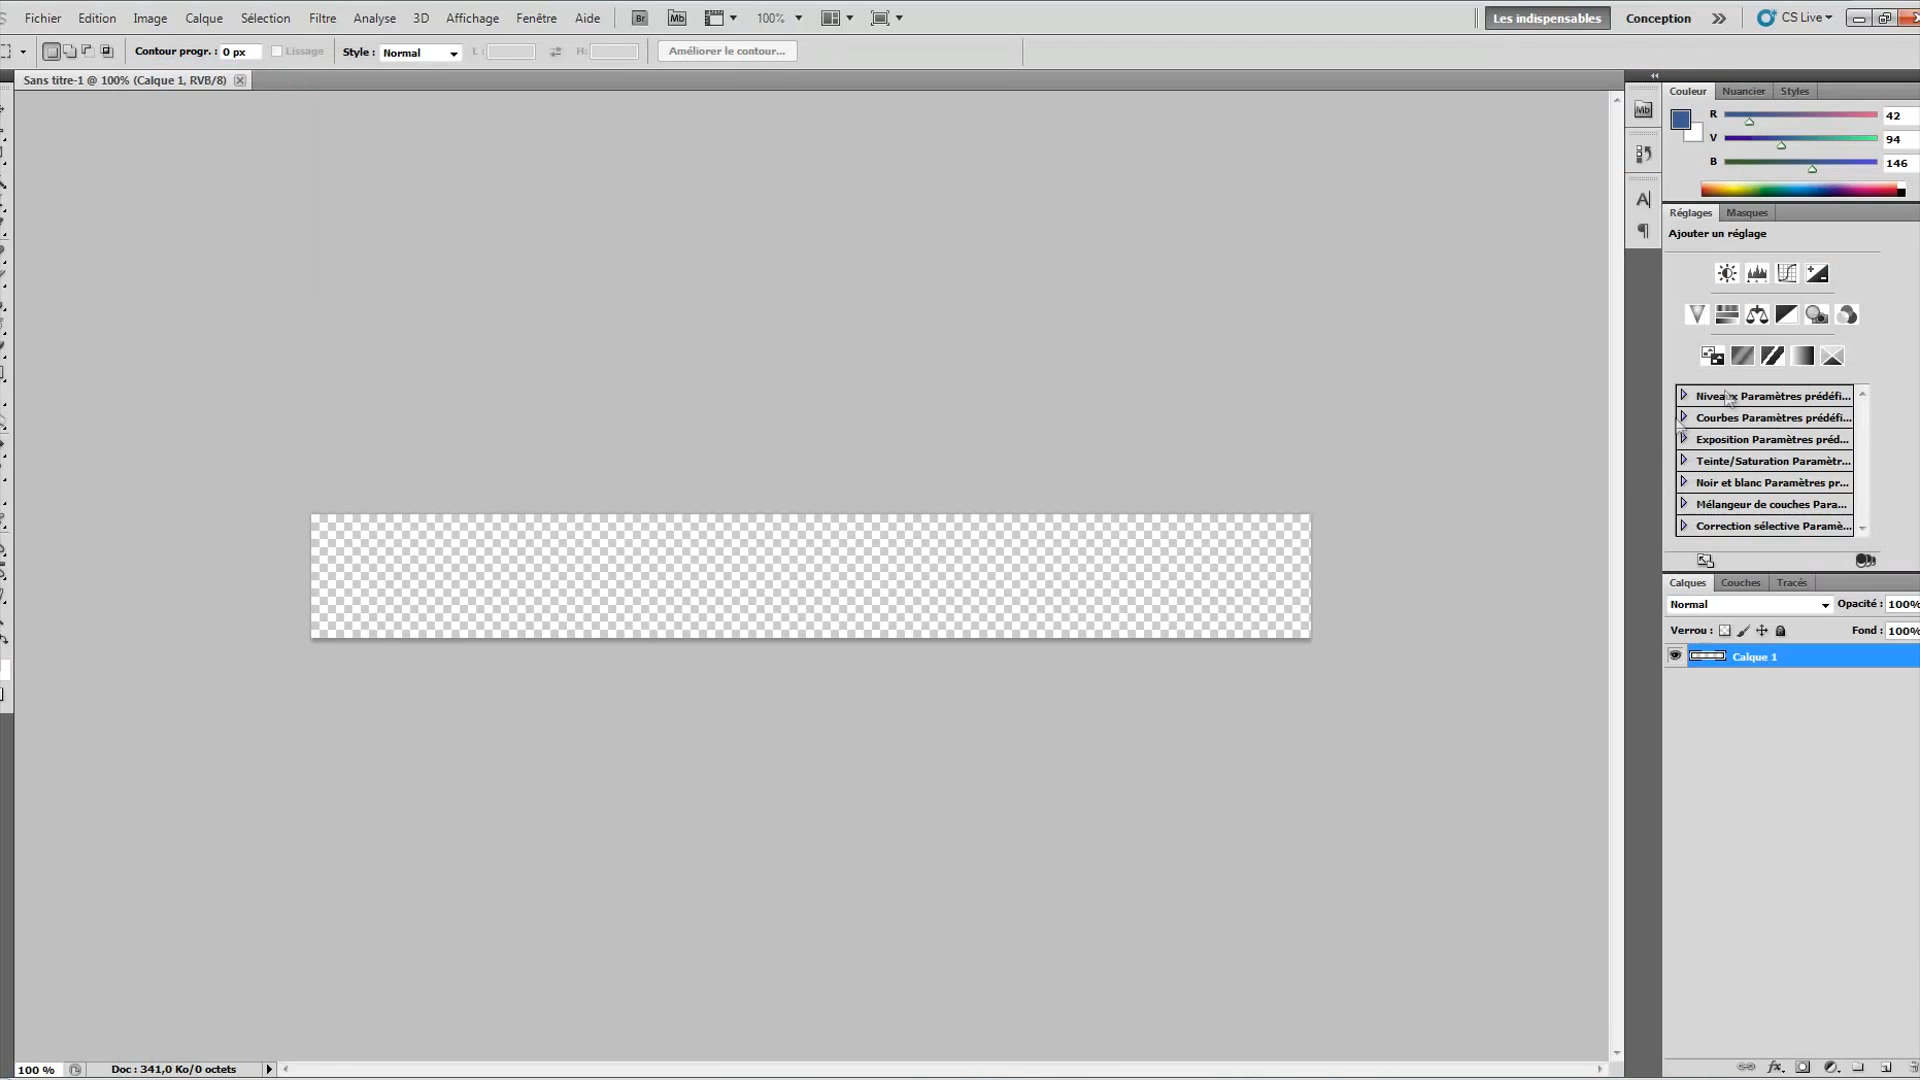 Fichier Edition Image Calque Sélection Filtre Analyse 3D Affichage Fenêtre Aide Br Mb 100% Les indispensables Conception CS Live
Contour progr. : 0 px Lissage Style : Normal L : H: Améliorer le contour...
Sans titre-1 @ 100% (Calque 1, RVB/8)
Couleur Nuancier Styles
Mb
R 42
V 94
B 146
A
Réglages Masques
Ajouter un réglage
Niveaux Paramètres prédéfi...
Courbes Paramètres prédéfi...
Exposition Paramètres préd...
Teinte/Saturation Paramètr...
Noir et blanc Paramètres pr...
Mélangeur de couches Para...
Correction sélective Paramè...
Calques Couches Tracés
Normal Opacité : 100%
Verrou : Fond : 100%
Calque 1
fx
100 % Doc : 341,0 Ko/0 octets